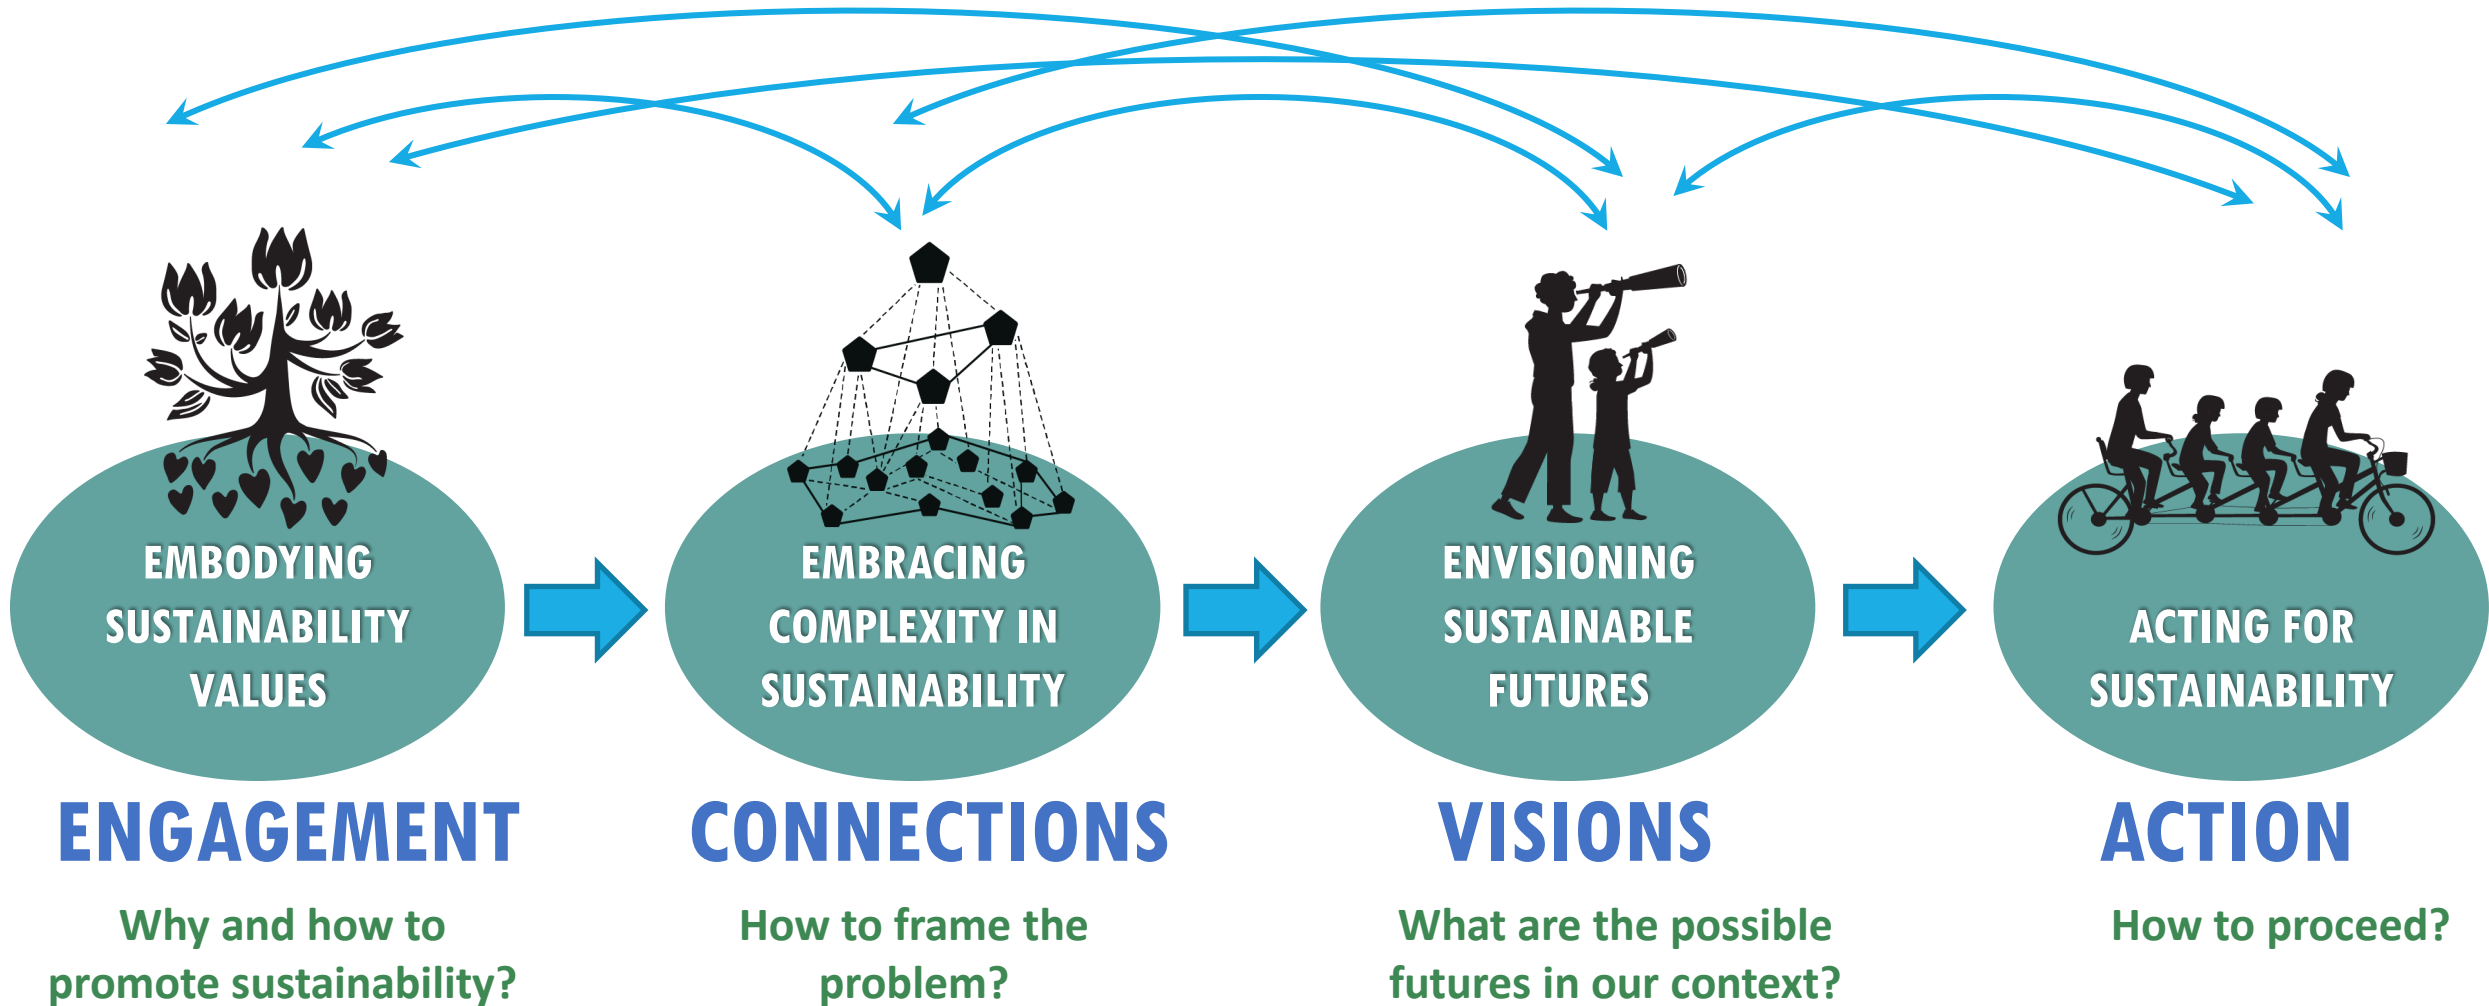 EMBODYING
SUSTAINABILITY
VALUES
EMBRACING
COMPLEXITY IN
SUSTAINABILITY
ENVISIONING
SUSTAINABLE
FUTURES
ACTING FOR
SUSTAINABILITY
ENGAGEMENT
CONNECTIONS
VISIONS
ACTION
Why and how to
promote sustainability?
How to frame the
problem?
What are the possible
futures in our context?
How to proceed?